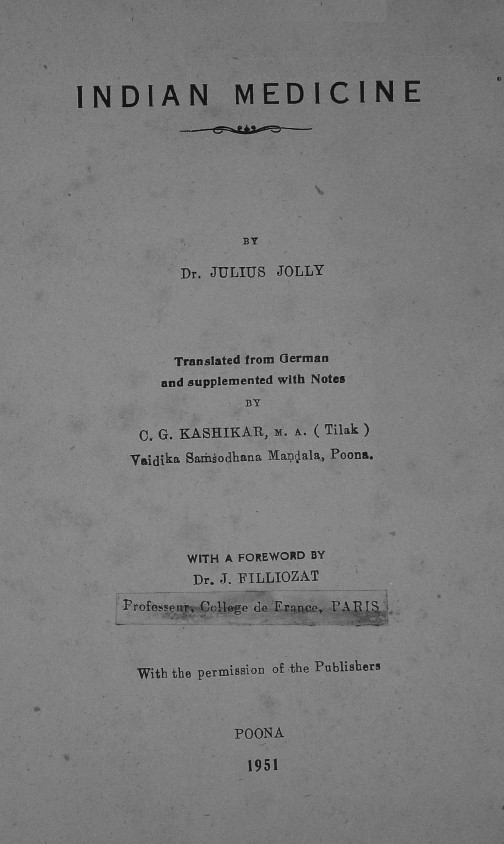 INDIAN MEDICINE
BY
Dr. JULIUS JOLLY
Translated from German
and supplemented with Notes
BY
C. G. KASHIKAR, M. A. ( Tilak )
Vaidika Saṁśodhana Maṇḍala, Poona.
WITH A FOREWORD BY
Dr. J. FILLIOZAT
Professeur, College de France, PARIS
With the permission of the Publishers
POONA
1951